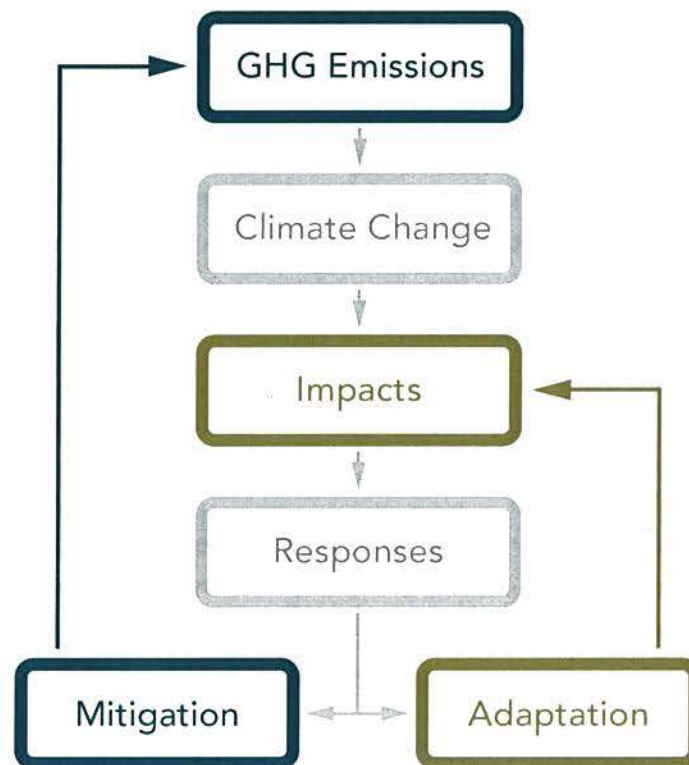 GHG Emissions
Climate Change
Impacts
Responses
Mitigation
Adaptation